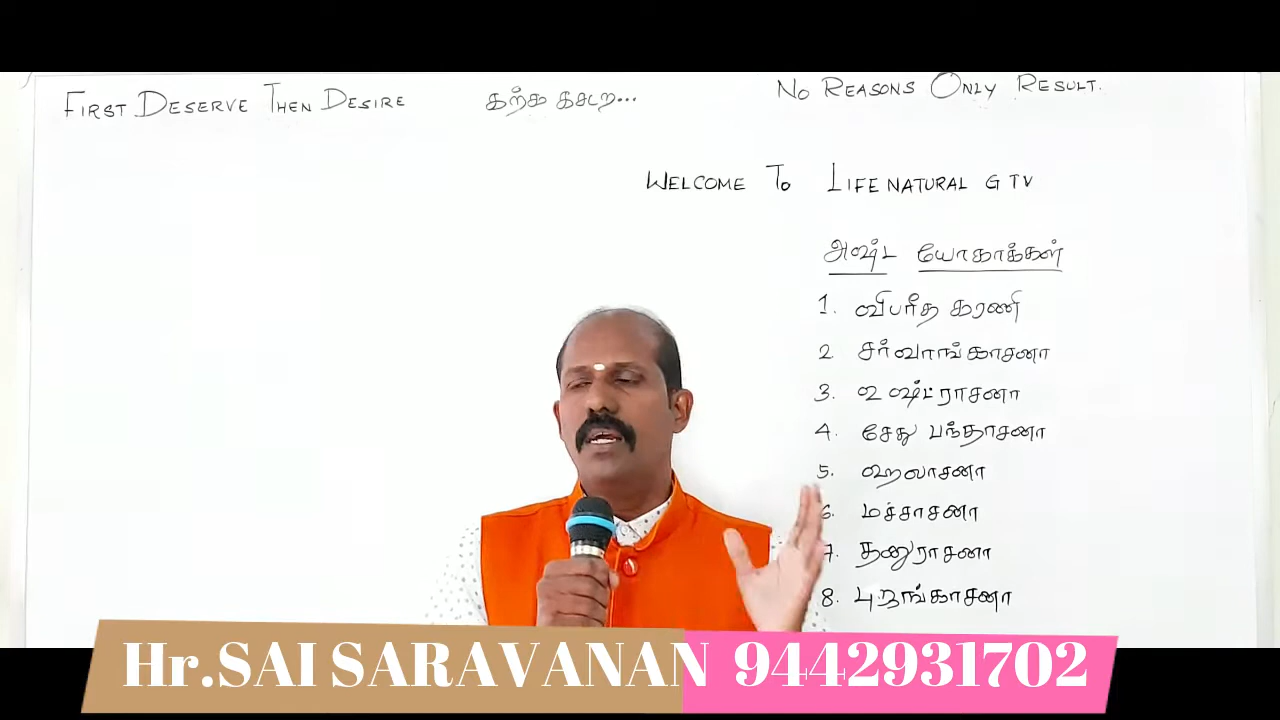 FIRST DESERVE THEN DESIRE கற்க கசடற... NO REASONS ONLY RESULT.
WELCOME TO LIFENATURAL G TV
அஷ்ட யோகாக்கள்
1. விபரீத கரணி
2 சர்வாங்காசனா
3. உஷ்ட்ராசனா
4. சேது பந்தாசனா
5. ஹலாசனா
6. மச்சாசனா
7. தனுராசனா
8. புஜங்காசனா
Hr.SAI SARAVANAN 9442931702